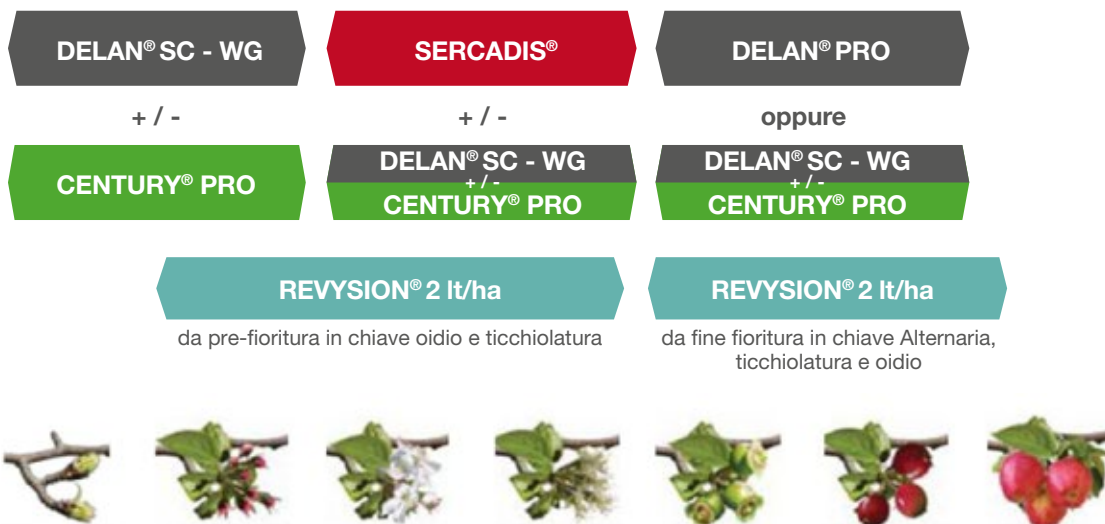 DELAN® SC - WG
SERCADIS®
DELAN® PRO
+ / -
+ / -
oppure
CENTURY® PRO
DELAN® SC - WG
+ / -
CENTURY® PRO
DELAN® SC - WG
+ / -
CENTURY® PRO
REVYSION® 2 lt/ha
REVYSION® 2 lt/ha
da pre-fioritura in chiave oidio e ticchiolatura
da fine fioritura in chiave Alternaria,
ticchiolatura e oidio